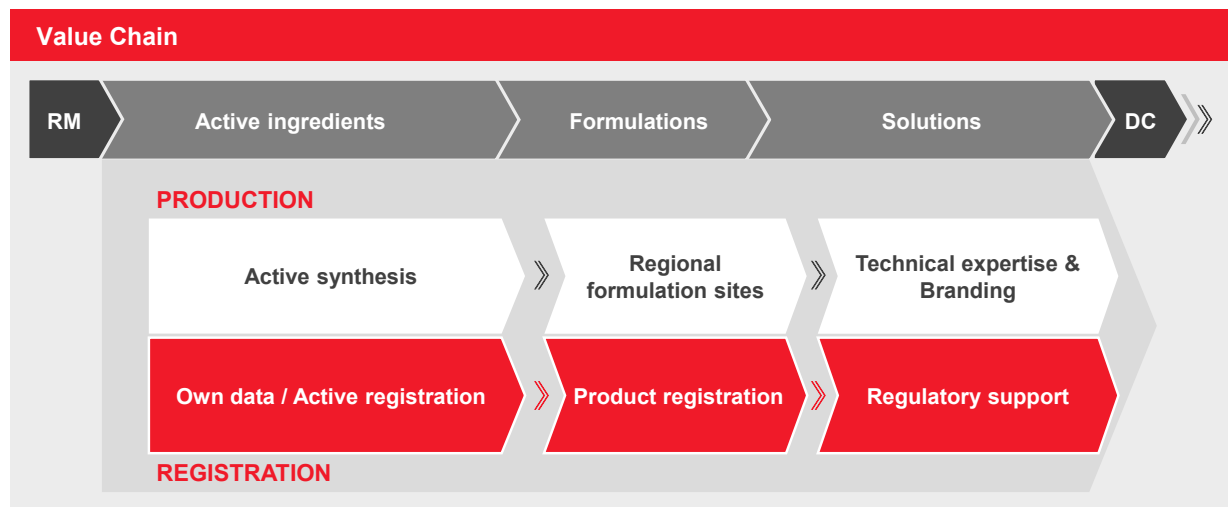 Value Chain
RM
Active ingredients
Formulations
Solutions
DC
PRODUCTION
Active synthesis
Regional
formulation sites
Technical expertise &
Branding
Own data / Active registration
Product registration
Regulatory support
REGISTRATION